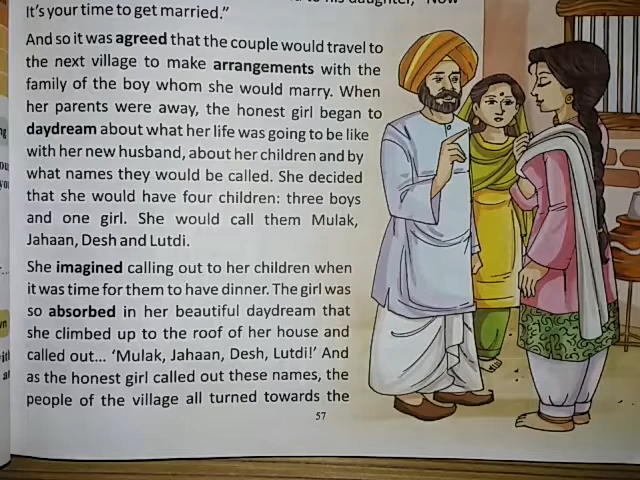 to his daughter, "Now
It's your time to get married."
And so it was agreed that the couple would travel to
the next village to make arrangements with the
family of the boy whom she would marry. When
her parents were away, the honest girl began to
daydream about what her life was going to be like
with her new husband, about her children and by
what names they would be called. She decided
that she would have four children: three boys
and one girl. She would call them Mulak,
Jahaan, Desh and Lutdi.
She imagined calling out to her children when
it was time for them to have dinner. The girl was
so absorbed in her beautiful daydream that
she climbed up to the roof of her house and
called out... 'Mulak, Jahaan, Desh, Lutdi!' And
as the honest girl called out these names, the
people of the village all turned towards the
57